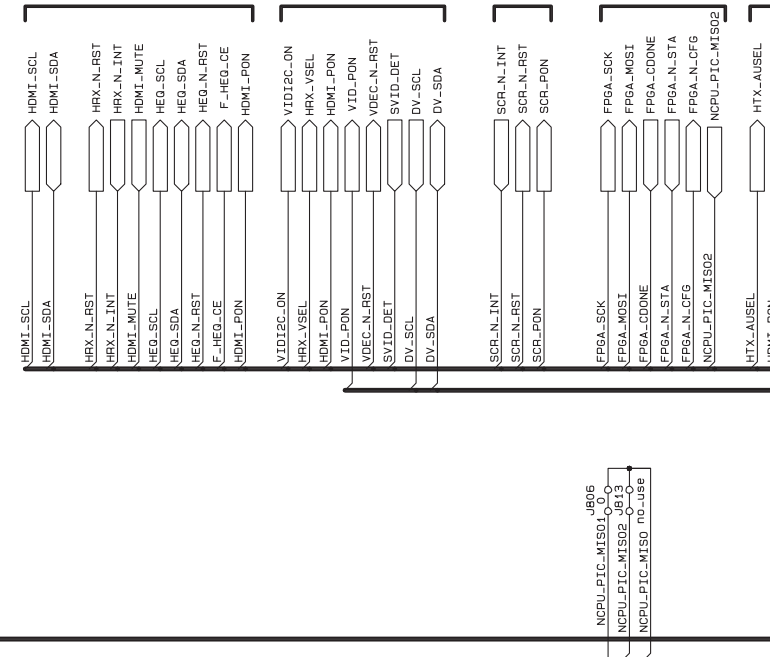 HDMI_SCL
HDMI_SDA
HRX_N_RST
HRX_N_INT
HDMI_MUTE
HEQ_SCL
HEQ_SDA
HEQ_N_RST
F_HEQ_CE
HDMI_PON
VIDI2C_ON
HRX_VSEL
HDMI_PON
VID_PON
VDEC_N_RST
SVID_DET
DV_SCL
DV_SDA
SCR_N_INT
SCR_N_RST
SCR_PON
FPGA_SCK
FPGA_MOSI
FPGA_CDONE
FPGA_N_STA
FPGA_N_CFG
NCPU_PIC_MISO2
HTX_AUSEL
HDMI_SCL
HDMI_SDA
HRX_N_RST
HRX_N_INT
HDMI_MUTE
HEQ_SCL
HEQ_SDA
HEQ_N_RST
F_HEQ_CE
HDMI_PON
VIDI2C_ON
HRX_VSEL
HDMI_PON
VID_PON
VDEC_N_RST
SVID_DET
DV_SCL
DV_SDA
SCR_N_INT
SCR_N_RST
SCR_PON
FPGA_SCK
FPGA_MOSI
FPGA_CDONE
FPGA_N_STA
FPGA_N_CFG
NCPU_PIC_MISO2
HTX_AUSEL
J806
0
J813
no_use
NCPU_PIC_MISO1
NCPU_PIC_MISO2
NCPU_PIC_MISO